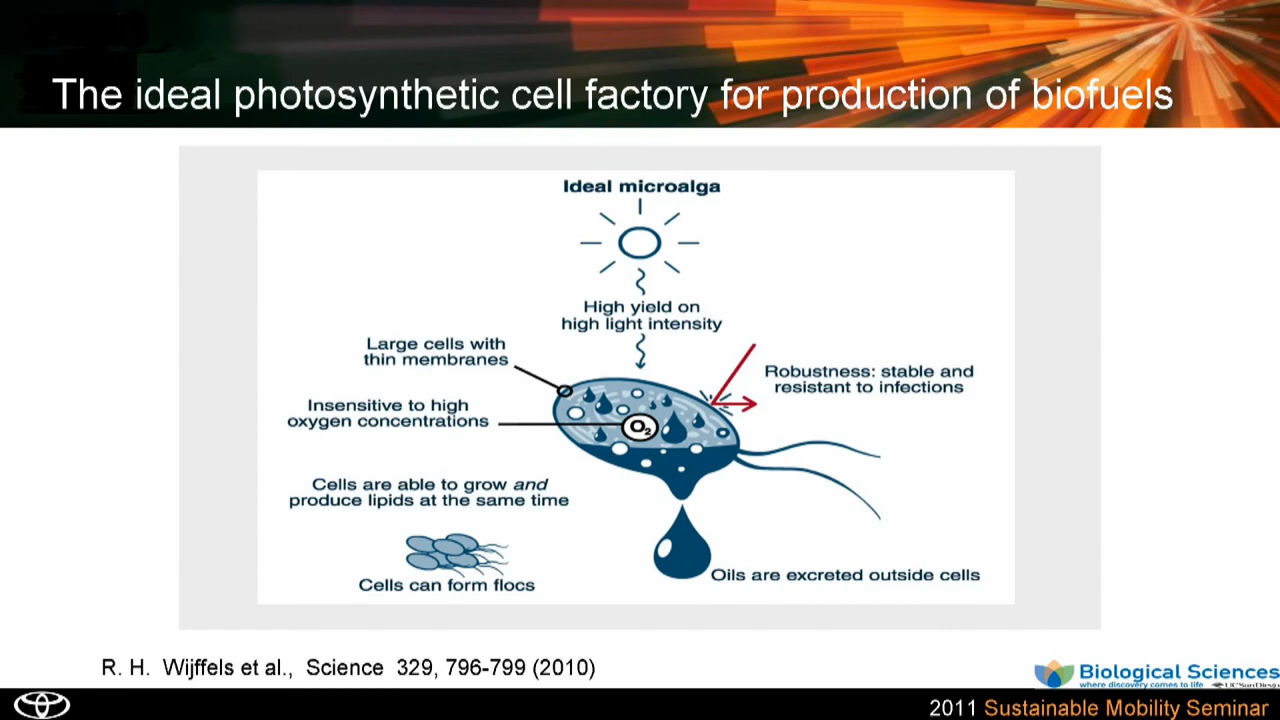 The ideal photosynthetic cell factory for production of biofuels
Ideal microalga
High yield on
high light intensity
Large cells with
thin membranes
Robustness: stable and
resistant to infections
Insensitive to high
oxygen concentrations
O₂
Cells are able to grow and
produce lipids at the same time
Cells can form flocs
Oils are excreted outside cells
R. H. Wijffels et al., Science 329, 796-799 (2010)
Biological Sciences
where discovery comes to life UC San Diego
2011 Sustainable Mobility Seminar